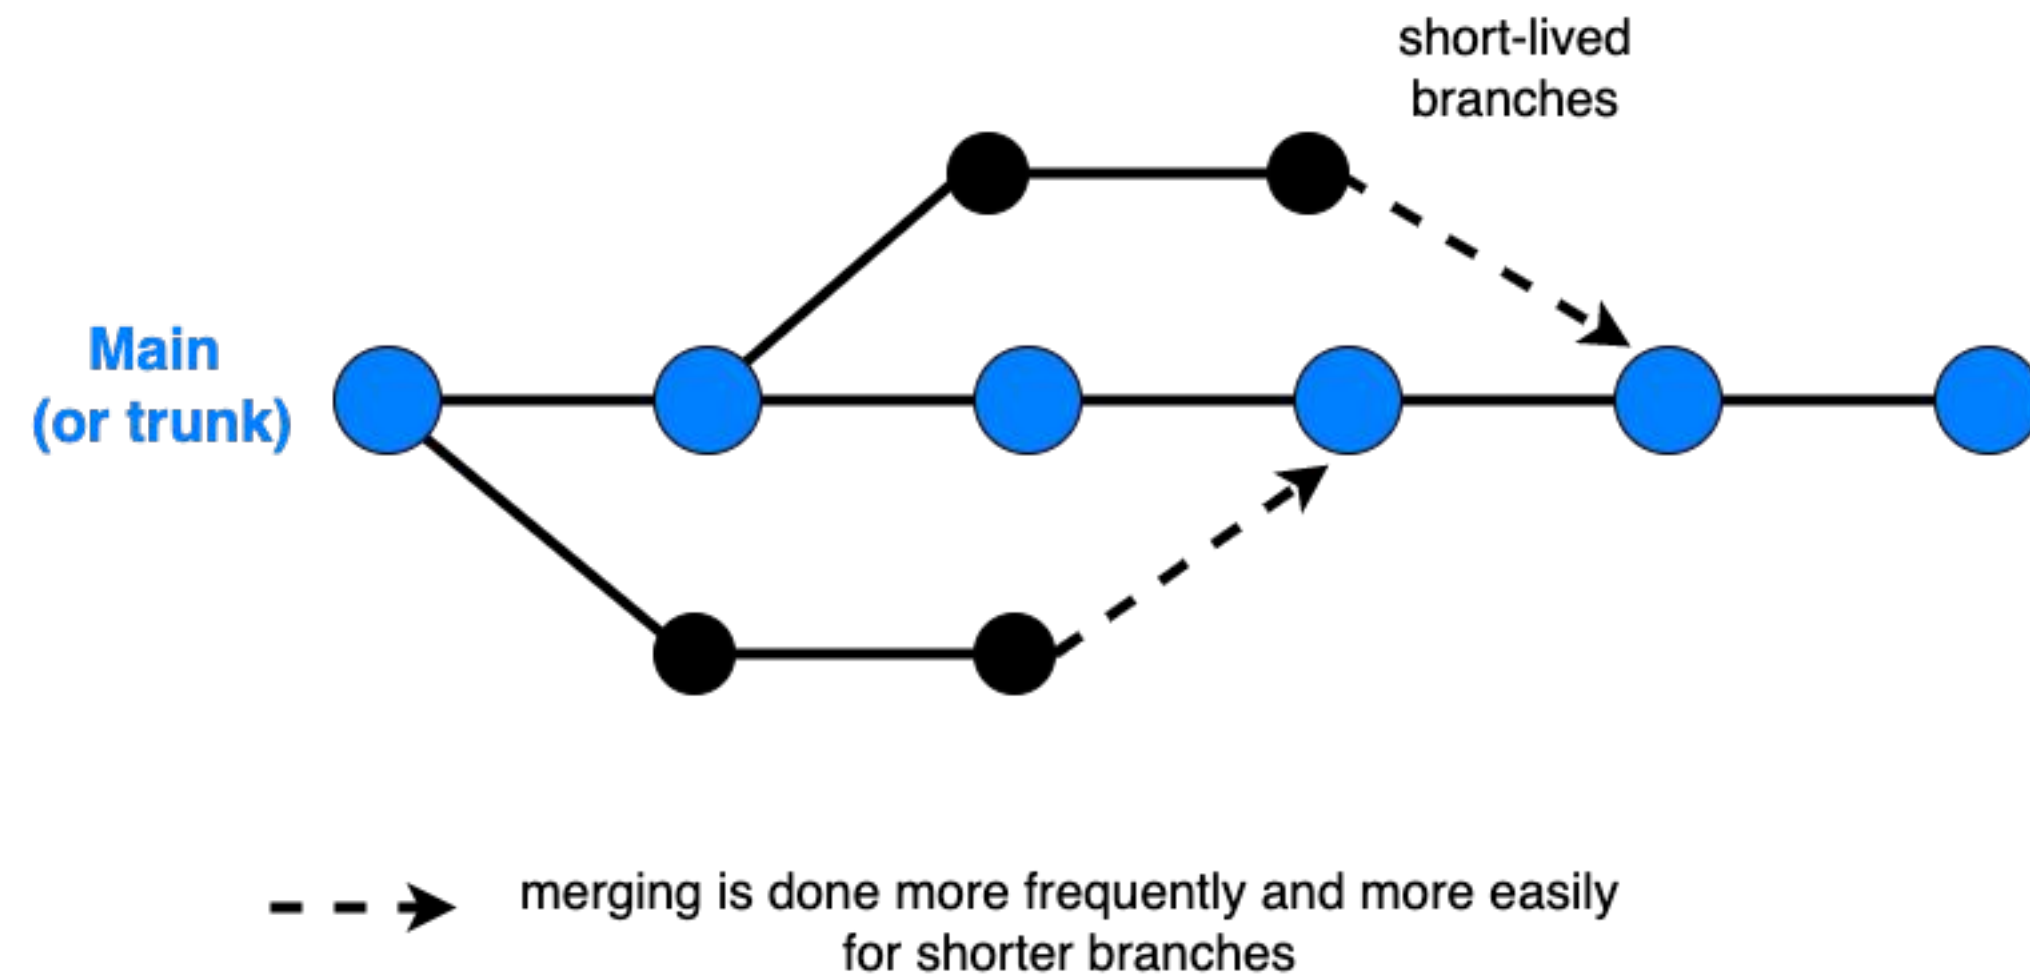 short-lived
branches
Main
(or trunk)
merging is done more frequently and more easily
for shorter branches